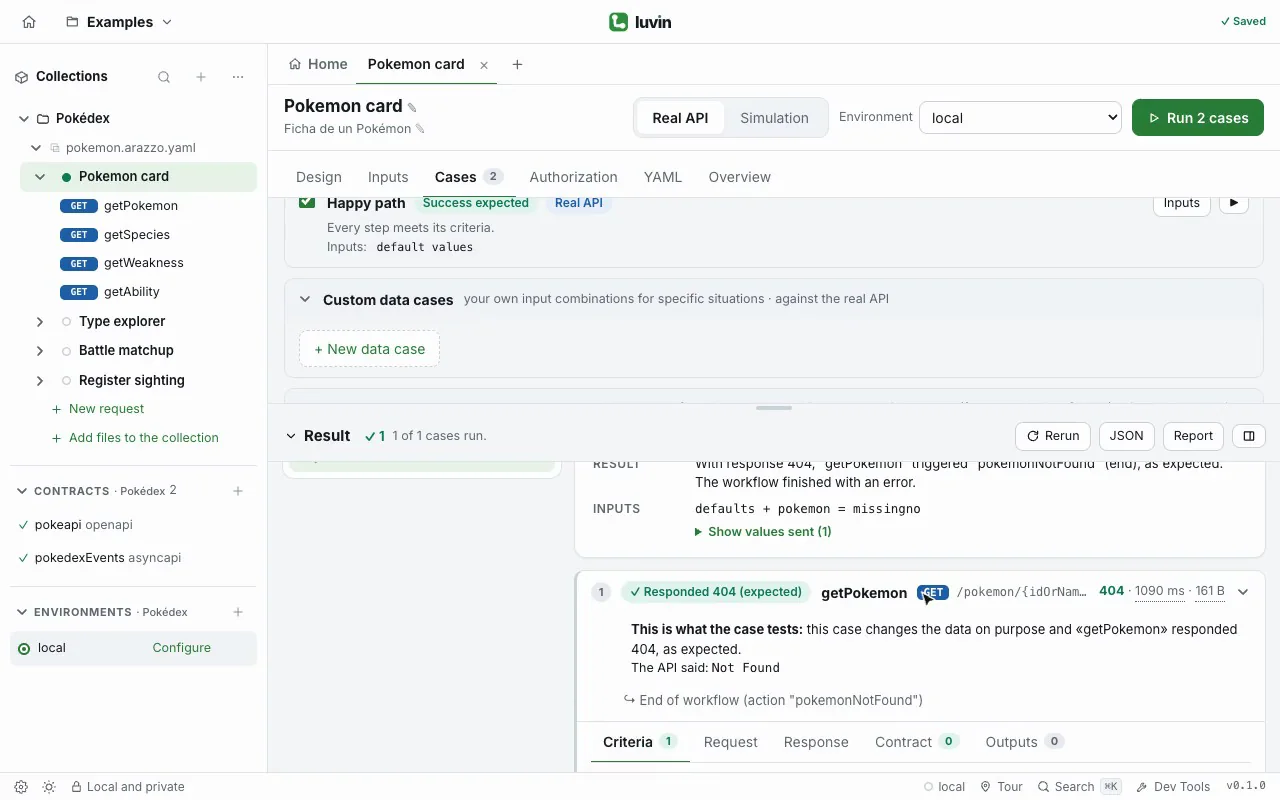 Examples
luvin
✓ Saved
Collections
Home
Pokemon card
Pokédex
pokemon.arazzo.yaml
Pokemon card
GET getPokemon
GET getSpecies
GET getWeakness
GET getAbility
Type explorer
Battle matchup
Register sighting
+ New request
+ Add files to the collection
CONTRACTS · Pokédex 2
✓ pokeapi openapi
✓ pokedexEvents asyncapi
ENVIRONMENTS · Pokédex
local Configure
Pokemon card
Ficha de un Pokémon
Real API Simulation
Environment local
Run 2 cases
Design Inputs Cases 2 Authorization YAML Overview
Happy path Success expected Real API
Inputs
Every step meets its criteria.
Inputs: default values
Custom data cases your own input combinations for specific situations · against the real API
+ New data case
Result ✓ 1 1 of 1 cases run.
Rerun JSON Report
RESULT With response 404, "getPokemon" triggered "pokemonNotFound" (end), as expected.
The workflow finished with an error.
INPUTS defaults + pokemon = missingno
Show values sent (1)
1 ✓ Responded 404 (expected) getPokemon GET /pokemon/{idOrNam… 404 · 1090 ms · 161 B
This is what the case tests: this case changes the data on purpose and «getPokemon» responded
404, as expected.
The API said: Not Found
↪ End of workflow (action "pokemonNotFound")
Criteria 1 Request Response Contract 0 Outputs 0
Local and private
local Tour Search ⌘K Dev Tools v0.1.0